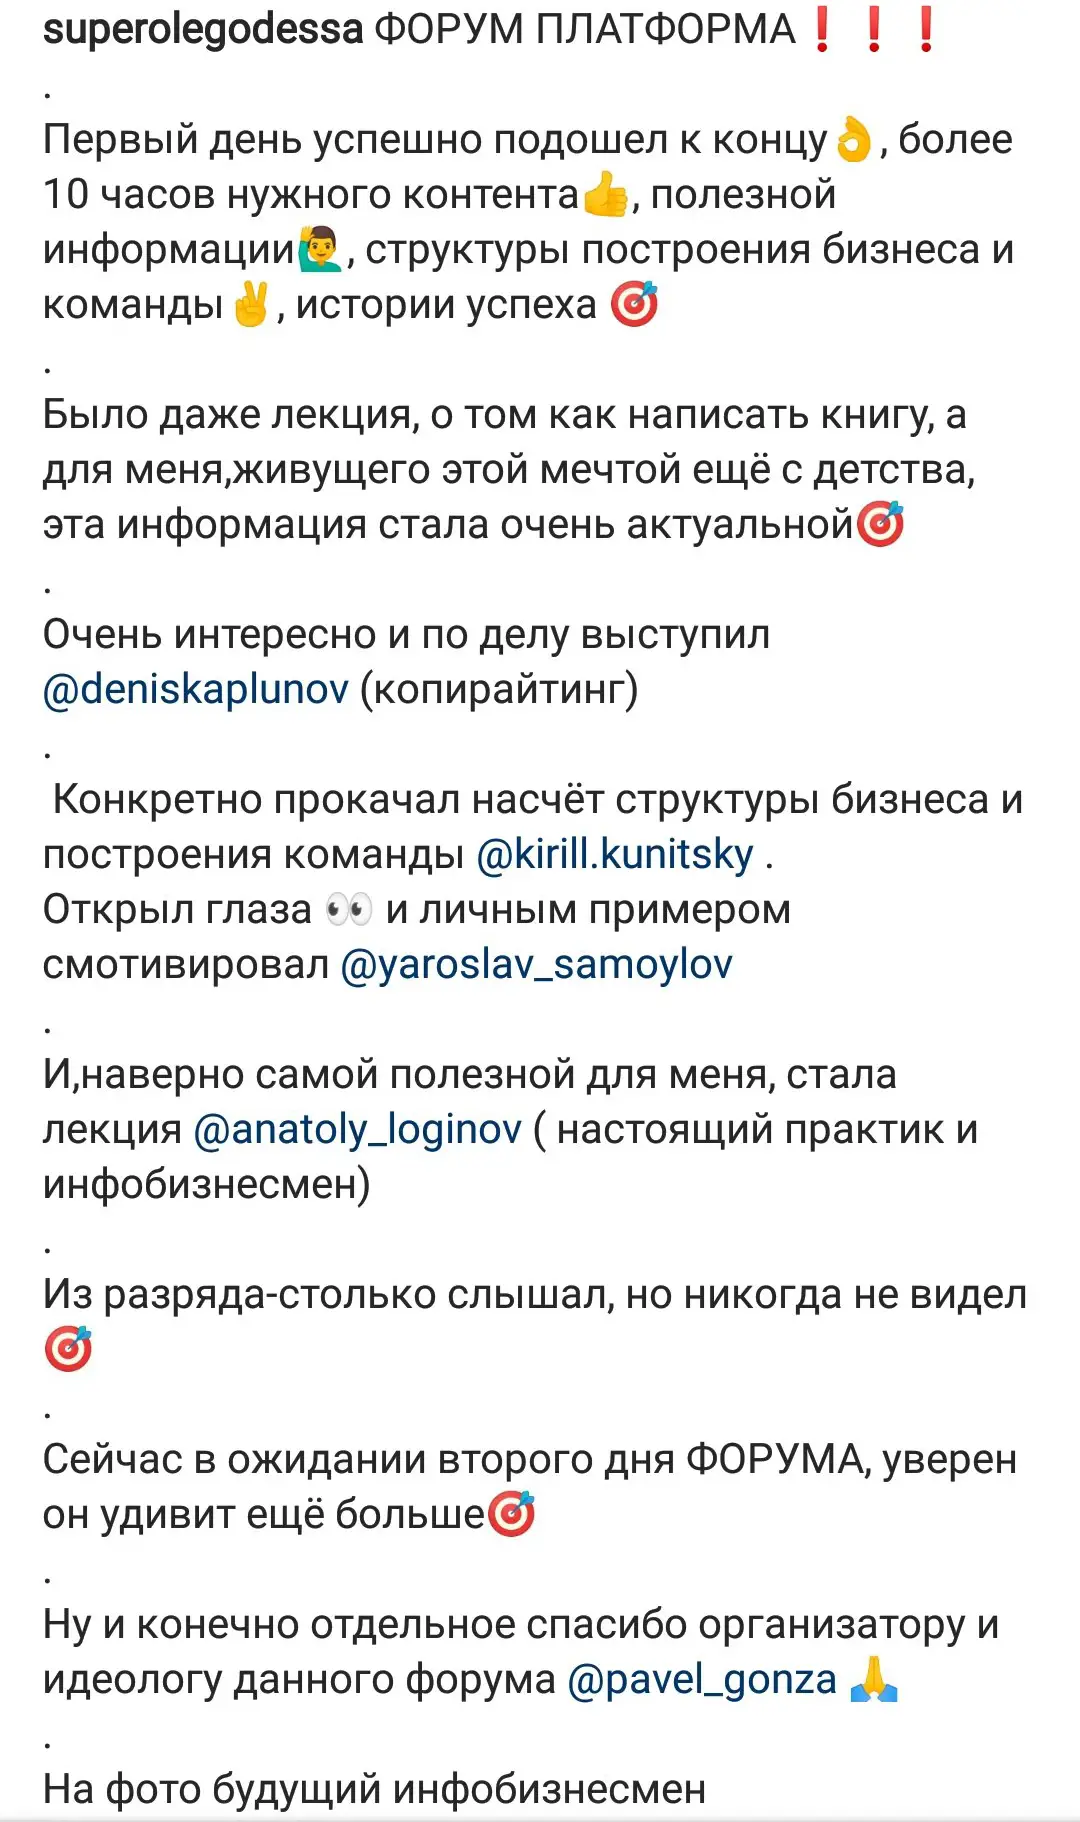 superolegodessa ФОРУМ ПЛАТФОРМА❗❗❗
.
Первый день успешно подошел к концу👌, более
10 часов нужного контента👍, полезной
информации🙋‍♂️, структуры построения бизнеса и
команды✌, истории успеха 🎯
.
Было даже лекция, о том как написать книгу, а
для меня,живущего этой мечтой ещё с детства,
эта информация стала очень актуальной🎯
.
Очень интересно и по делу выступил
@deniskaplunov (копирайтинг)
.
Конкретно прокачал насчёт структуры бизнеса и
построения команды @kirill.kunitsky .
Открыл глаза 👀 и личным примером
смотивировал @yaroslav_samoylov
.
И,наверно самой полезной для меня, стала
лекция @anatoly_loginov ( настоящий практик и
инфобизнесмен)
.
Из разряда-столько слышал, но никогда не видел
🎯
.
Сейчас в ожидании второго дня ФОРУМА, уверен
он удивит ещё больше🎯
.
Ну и конечно отдельное спасибо организатору и
идеологу данного форума @pavel_gonza 🙏
.
На фото будущий инфобизнесмен